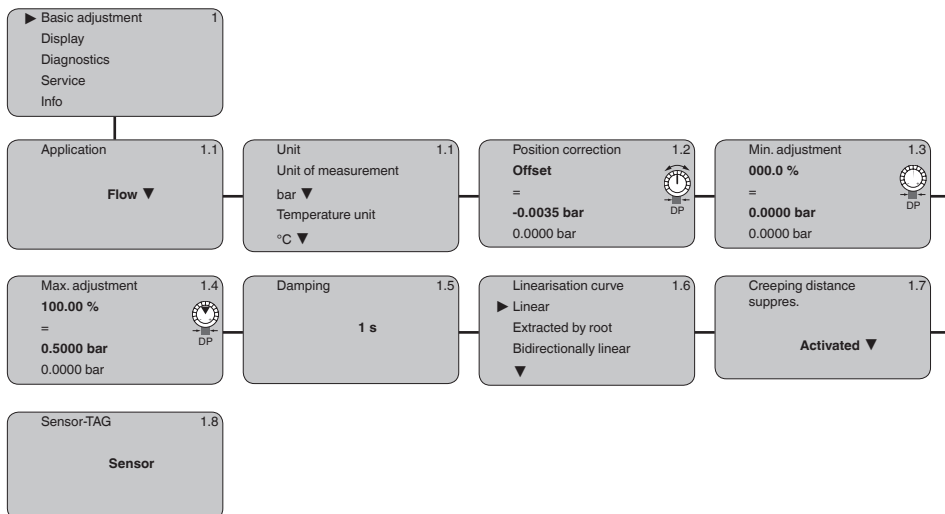 ▶ Basic adjustment 1
Display
Diagnostics
Service
Info
Application 1.1
Flow ▼
Unit 1.1
Unit of measurement
bar ▼
Temperature unit
°C ▼
Position correction 1.2
Offset
=
-0.0035 bar
0.0000 bar
DP
Min. adjustment 1.3
000.0 %
=
0.0000 bar
0.0000 bar
DP
Max. adjustment 1.4
100.00 %
=
0.5000 bar
0.0000 bar
DP
Damping 1.5
1 s
Linearisation curve 1.6
▶ Linear
Extracted by root
Bidirectionally linear
▼
Creeping distance 1.7
suppres.
Activated ▼
Sensor-TAG 1.8
Sensor